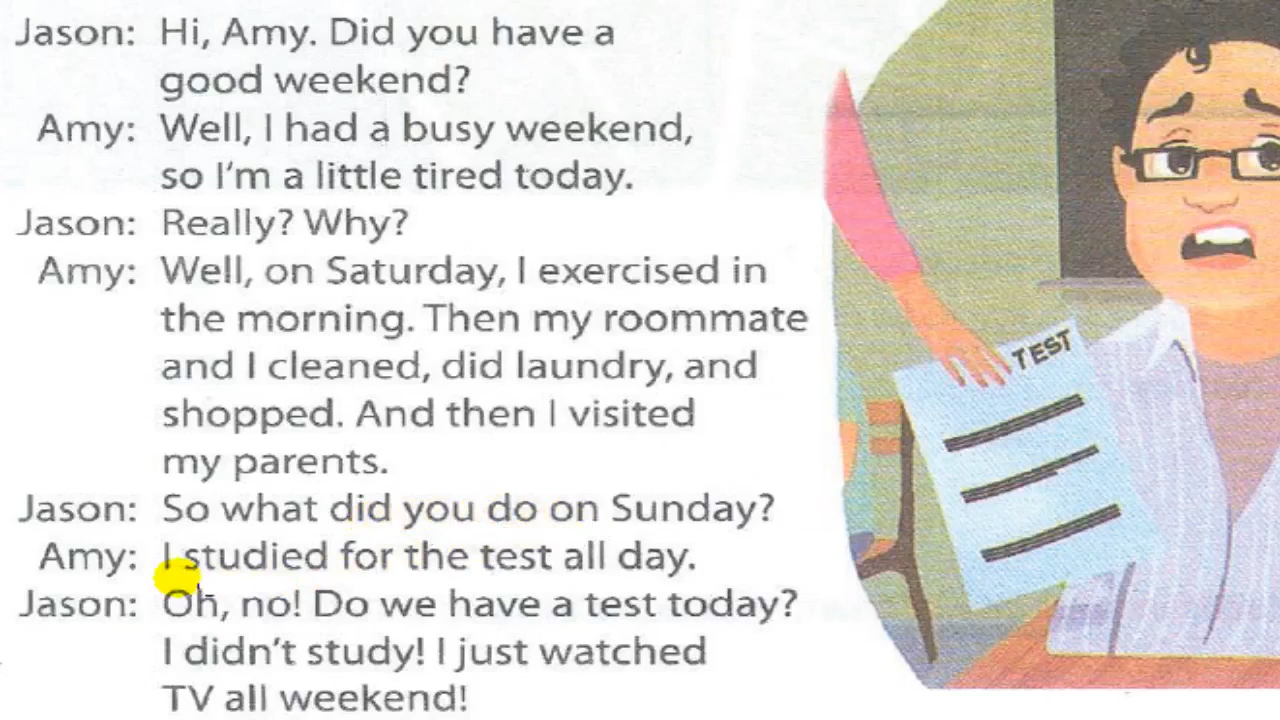 Jason: Hi, Amy. Did you have a
good weekend?
Amy: Well, I had a busy weekend,
so I'm a little tired today.
Jason: Really? Why?
Amy: Well, on Saturday, I exercised in
the morning. Then my roommate
and I cleaned, did laundry, and
shopped. And then I visited
my parents.
Jason: So what did you do on Sunday?
Amy: I studied for the test all day.
Jason: Oh, no! Do we have a test today?
I didn't study! I just watched
TV all weekend!
TEST